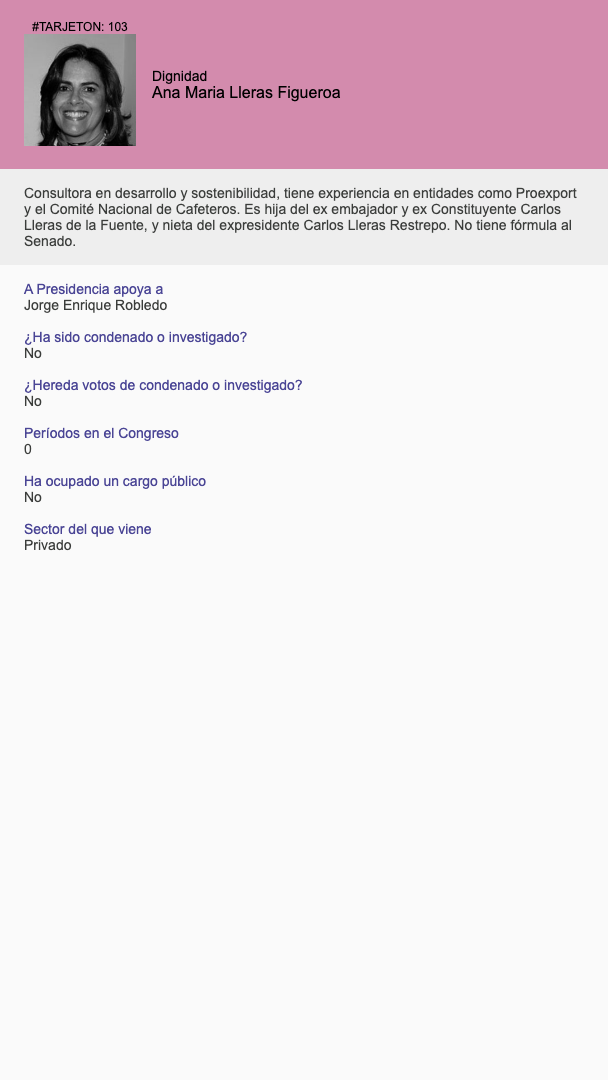 #TARJETON: 103
Dignidad
Ana Maria Lleras Figueroa
Consultora en desarrollo y sostenibilidad, tiene experiencia en entidades como Proexport
y el Comité Nacional de Cafeteros. Es hija del ex embajador y ex Constituyente Carlos
Lleras de la Fuente, y nieta del expresidente Carlos Lleras Restrepo. No tiene fórmula al
Senado.
A Presidencia apoya a
Jorge Enrique Robledo
¿Ha sido condenado o investigado?
No
¿Hereda votos de condenado o investigado?
No
Períodos en el Congreso
0
Ha ocupado un cargo público
No
Sector del que viene
Privado